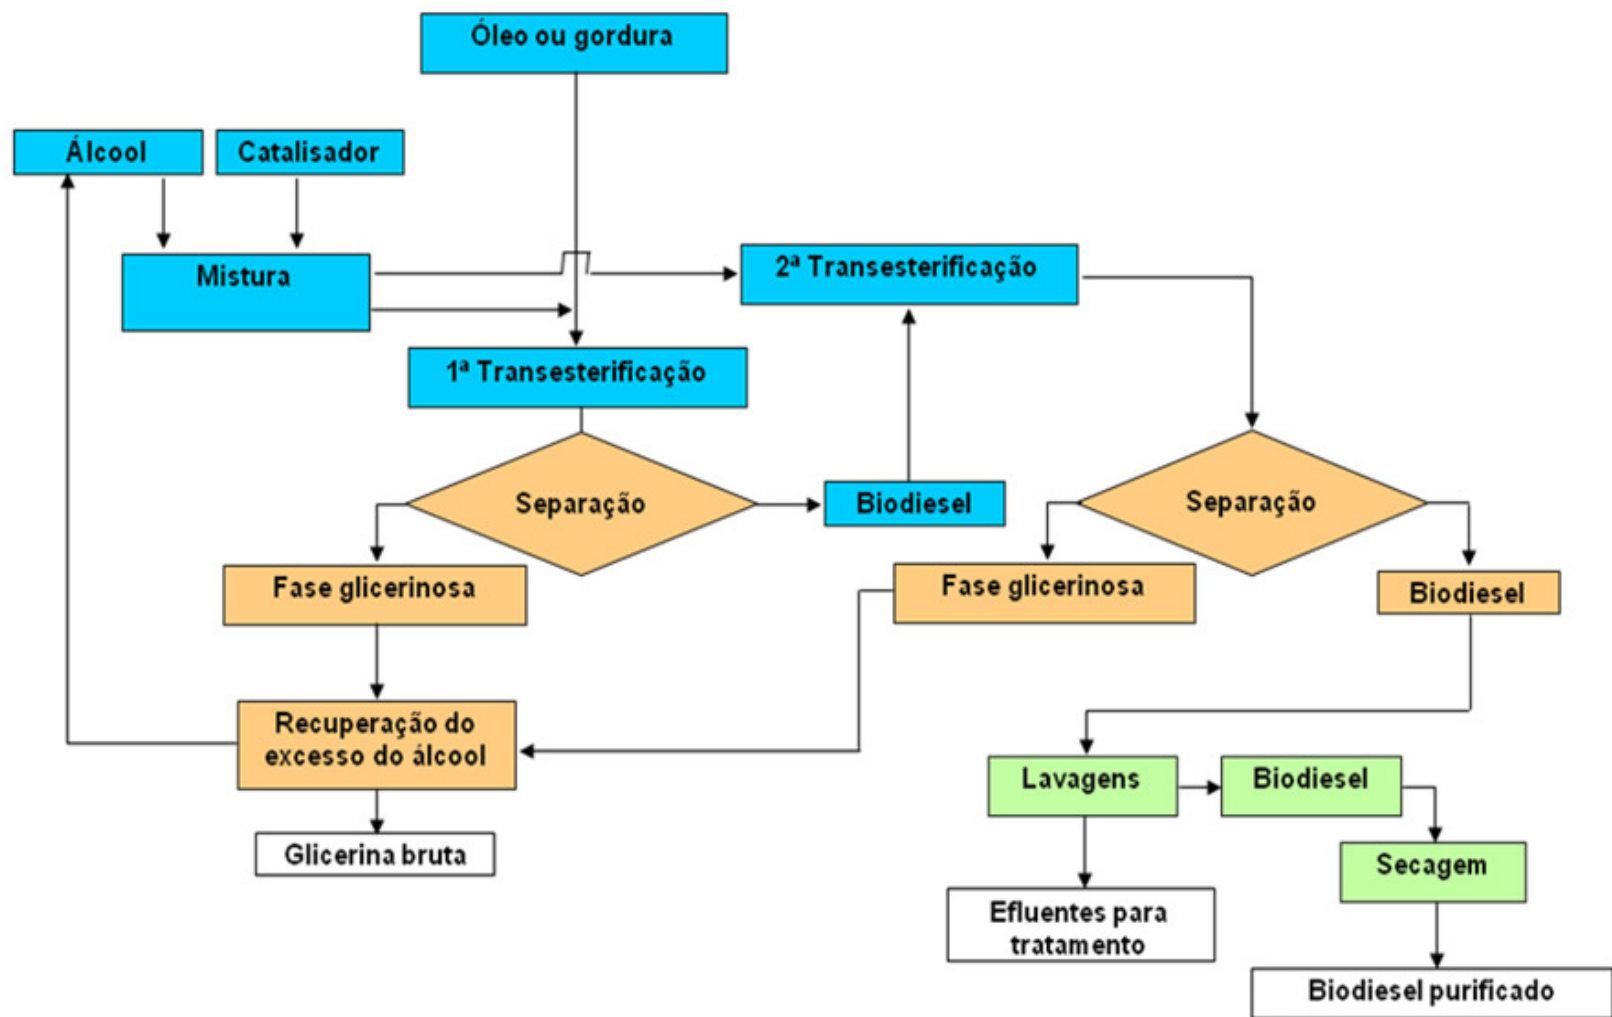 Óleo ou gordura
Álcool
Catalisador
Mistura
2ª Transesterificação
1ª Transesterificação
Separação
Biodiesel
Separação
Fase glicerinosa
Fase glicerinosa
Biodiesel
Recuperação do
excesso do álcool
Lavagens
Biodiesel
Glicerina bruta
Secagem
Efluentes para
tratamento
Biodiesel purificado